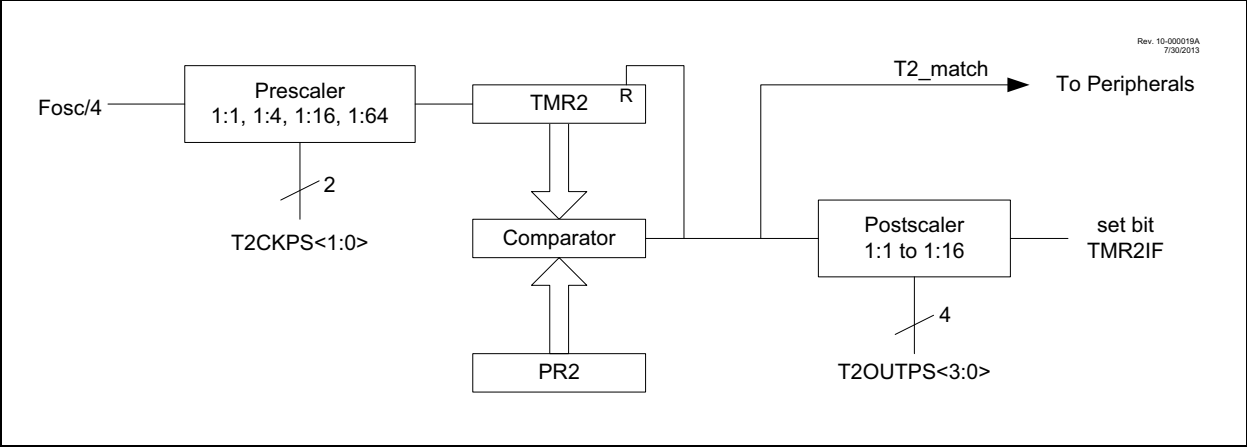 Rev. 10-000019A
7/30/2013
T2_match
To Peripherals
Fosc/4
Prescaler
1:1, 1:4, 1:16, 1:64
TMR2
R
2
T2CKPS<1:0>
Comparator
Postscaler
1:1 to 1:16
set bit
TMR2IF
4
PR2
T2OUTPS<3:0>